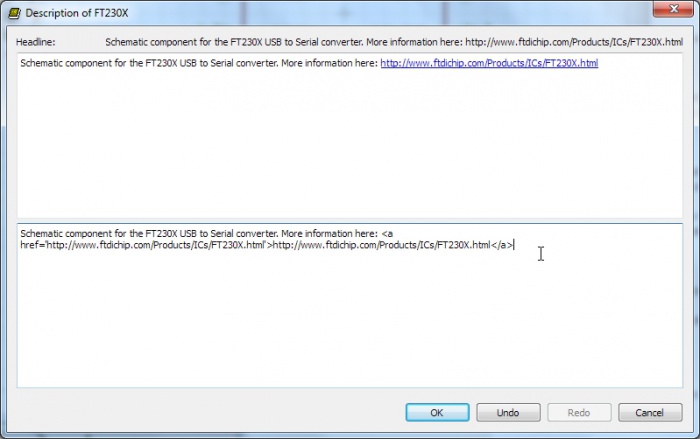 Description of FT230X
Headline: Schematic component for the FT230X USB to Serial converter. More information here: http://www.ftdichip.com/Products/ICs/FT230X.html
Schematic component for the FT230X USB to Serial converter. More information here: http://www.ftdichip.com/Products/ICs/FT230X.html
Schematic component for the FT230X USB to Serial converter. More information here: <a
href='http://www.ftdichip.com/Products/ICs/FT230X.html'>http://www.ftdichip.com/Products/ICs/FT230X.html</a>
OK Undo Redo Cancel